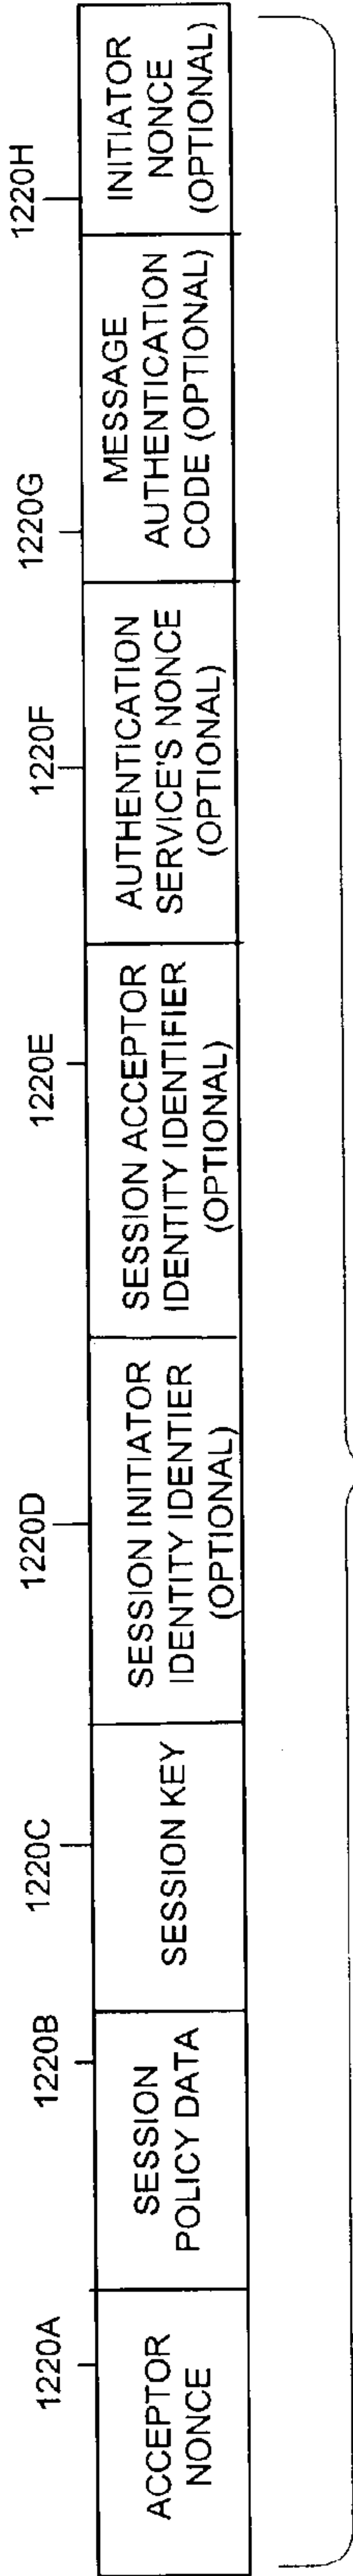 1220A
ACCEPTOR
NONCE
1220B
SESSION
POLICY DATA
1220C
SESSION KEY
1220D
SESSION INITIATOR
IDENTITY IDENTIER
(OPTIONAL)
1220E
SESSION ACCEPTOR
IDENTITY IDENTIFIER
(OPTIONAL)
1220F
AUTHENTICATION
SERVICE'S NONCE
(OPTIONAL)
1220G
MESSAGE
AUTHENTICATION
CODE (OPTIONAL)
1220H
INITIATOR
NONCE
(OPTIONAL)